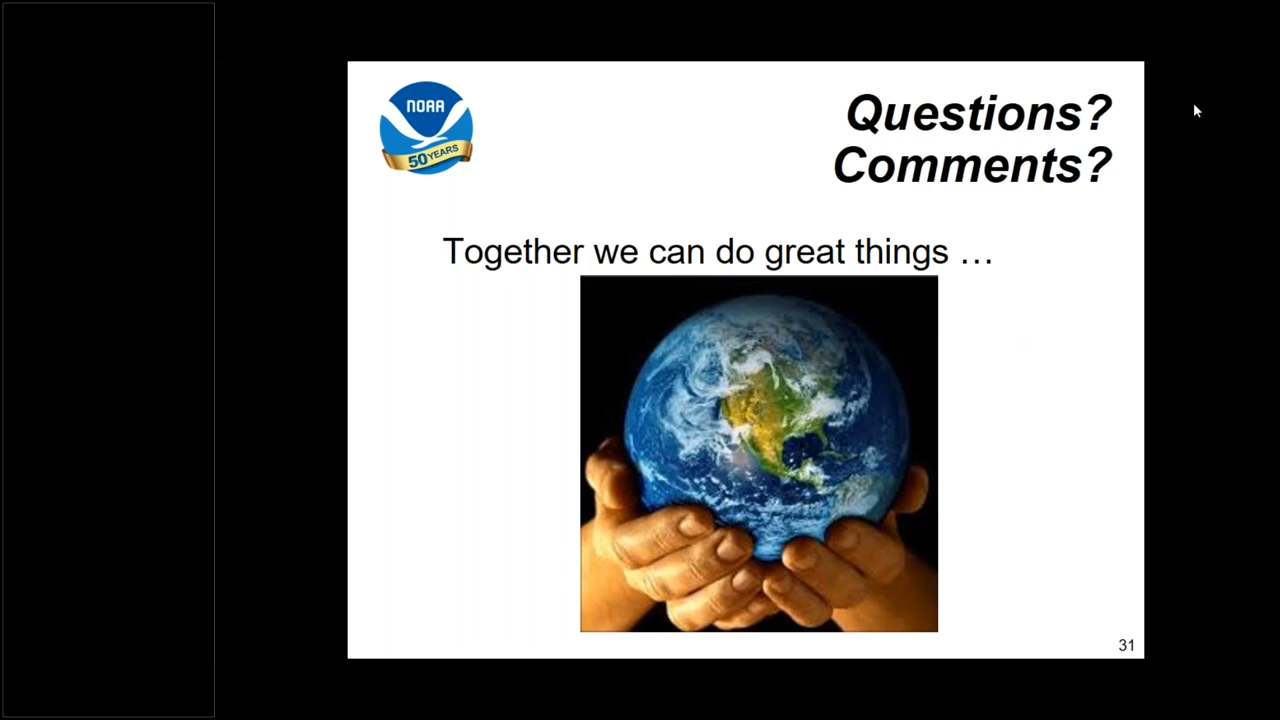 NOAA
50 YEARS
Questions?
Comments?
Together we can do great things …
31